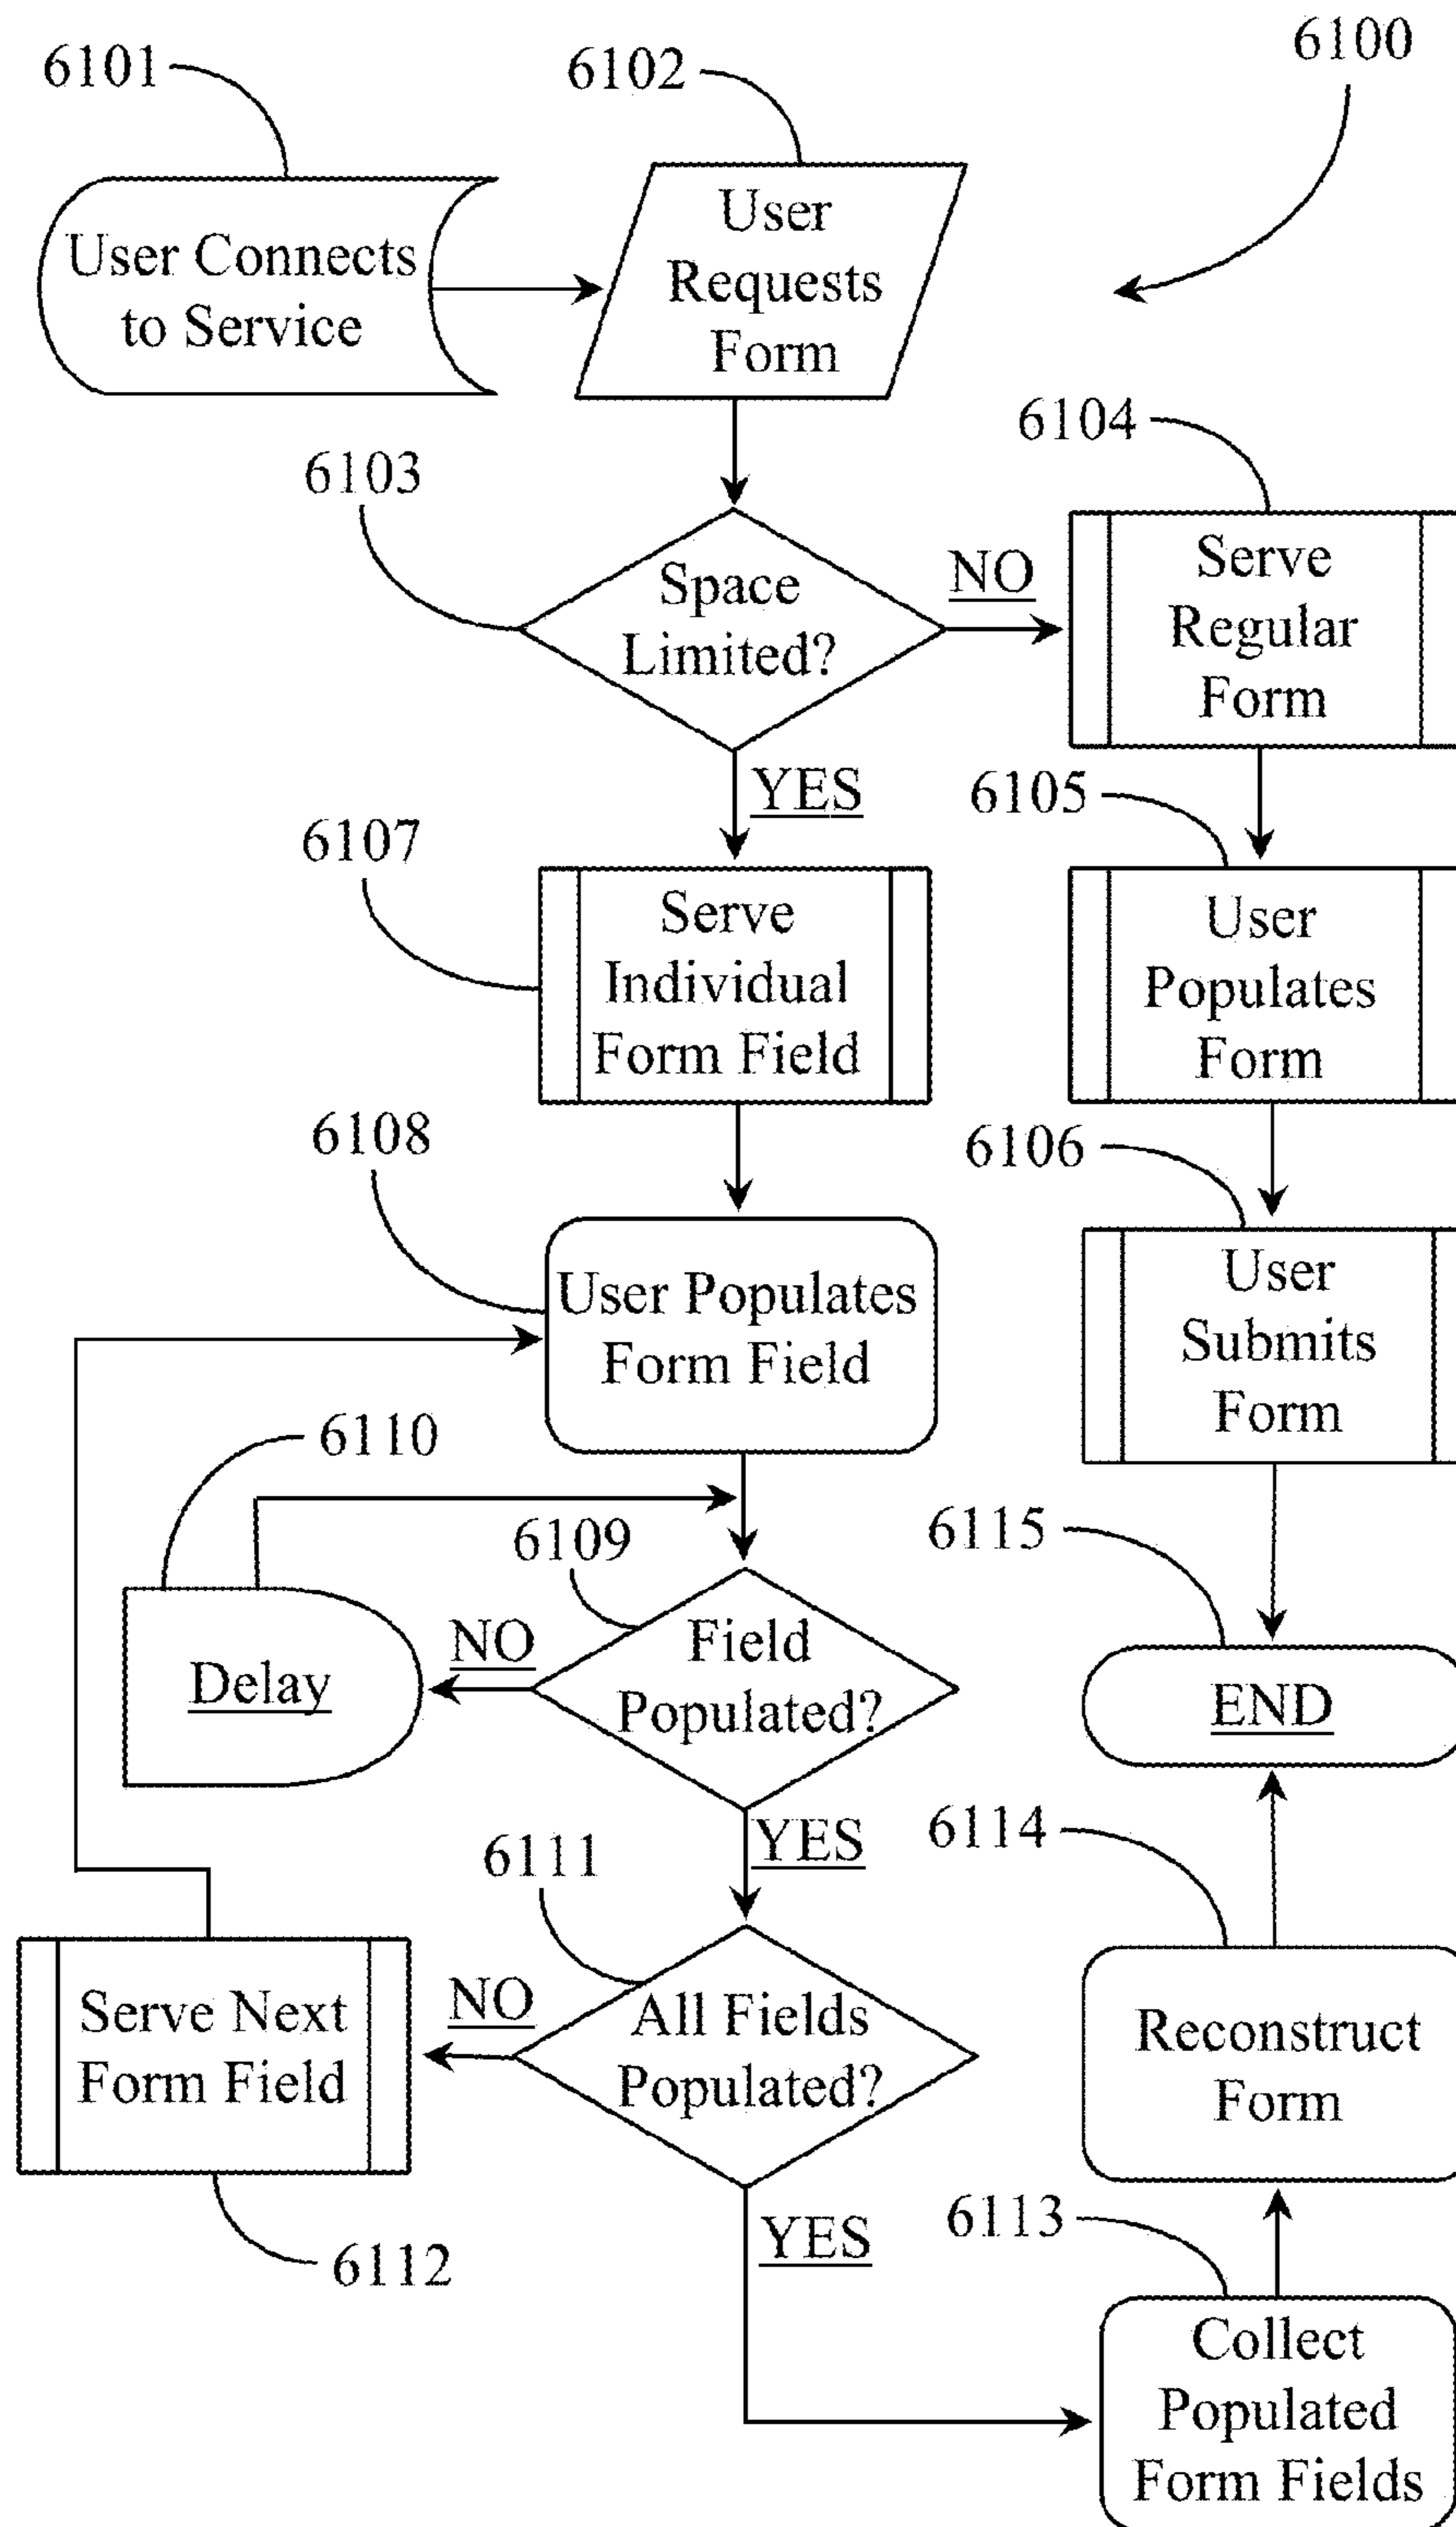 6100
6101
6102
User Connects
to Service
User
Requests
Form
6103
6104
Space
Limited?
NO
Serve
Regular
Form
YES
6105
6107
Serve
Individual
Form Field
User
Populates
Form
6108
6106
User Populates
Form Field
User
Submits
Form
6110
6109
6115
Delay
NO
Field
Populated?
END
YES
6111
6114
Serve Next
Form Field
NO
All Fields
Populated?
Reconstruct
Form
6112
YES
6113
Collect
Populated
Form Fields